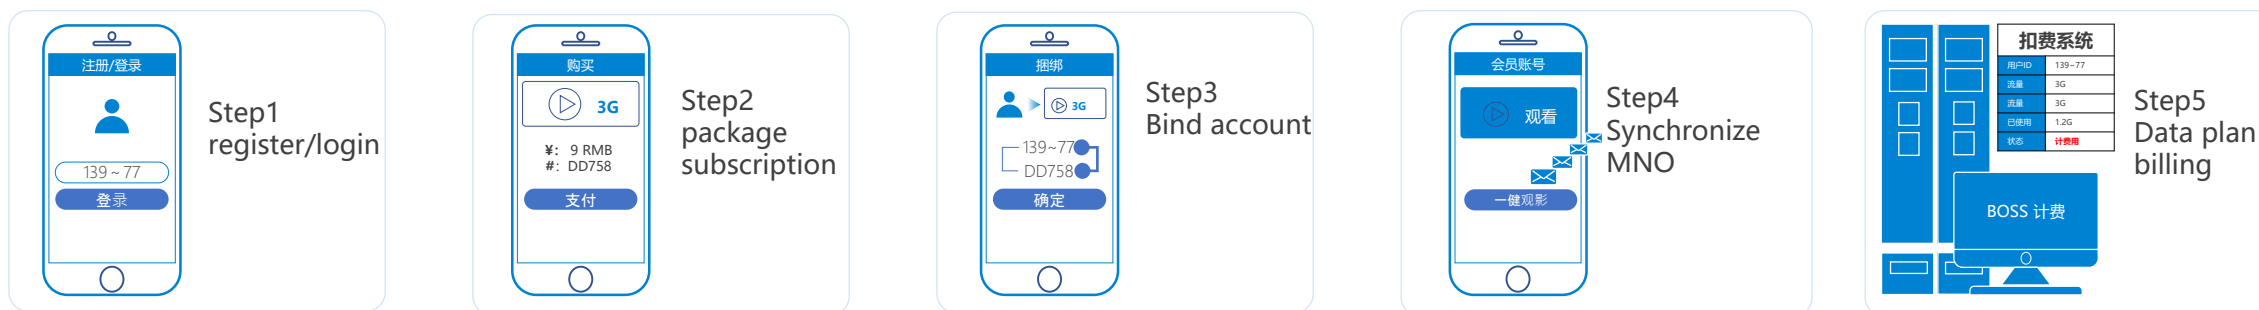 注册/登录
139 ~ 77
登录
Step1
register/login
购买
3G
¥: 9 RMB
#: DD758
支付
Step2
package
subscription
捆绑
3G
139~77
DD758
确定
Step3
Bind account
会员账号
观看
一健观影
Step4
Synchronize
MNO
扣费系统
用户ID 139~77
流量 3G
流量 3G
已使用 1.2G
状态 计费用
BOSS 计费
Step5
Data plan
billing